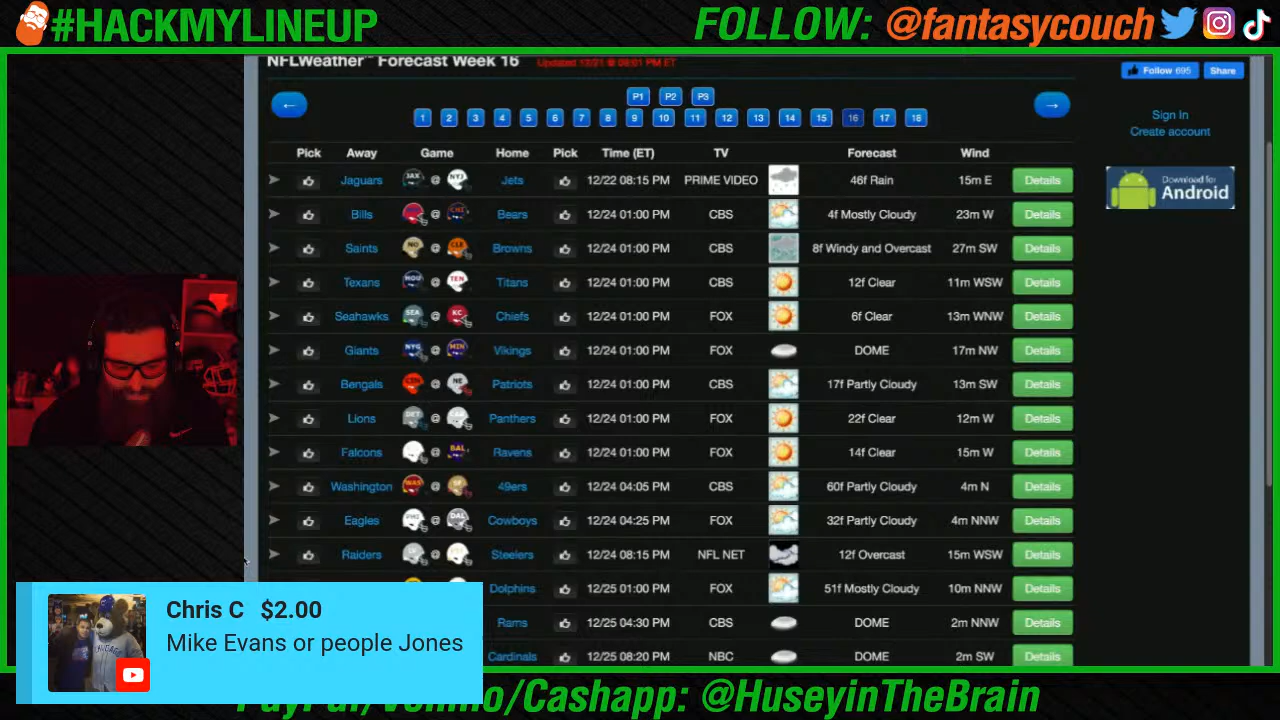 #HACKMYLINEUP
FOLLOW: @fantasycouch
NFLWeather™ Forecast Week 16 Updated 12/21 @ 09:01 PM ET
Follow 695 Share
P1 P2 P3
← →
1 2 3 4 5 6 7 8 9 10 11 12 13 14 15 16 17 18
Sign In
Create account
Pick Away Game Home Pick Time (ET) TV Forecast Wind
Jaguars @ Jets 12/22 08:15 PM PRIME VIDEO 46f Rain 15m E Details
Download for
Android
Bills @ Bears 12/24 01:00 PM CBS 4f Mostly Cloudy 23m W Details
Saints @ Browns 12/24 01:00 PM CBS 8f Windy and Overcast 27m SW Details
Texans @ Titans 12/24 01:00 PM CBS 12f Clear 11m WSW Details
Seahawks @ Chiefs 12/24 01:00 PM FOX 6f Clear 13m WNW Details
Giants @ Vikings 12/24 01:00 PM FOX DOME 17m NW Details
Bengals @ Patriots 12/24 01:00 PM CBS 17f Partly Cloudy 13m SW Details
Lions @ Panthers 12/24 01:00 PM FOX 22f Clear 12m W Details
Falcons @ Ravens 12/24 01:00 PM FOX 14f Clear 15m W Details
Washington @ 49ers 12/24 04:05 PM CBS 60f Partly Cloudy 4m N Details
Eagles @ Cowboys 12/24 04:25 PM FOX 32f Partly Cloudy 4m NNW Details
Raiders @ Steelers 12/24 08:15 PM NFL NET 12f Overcast 15m WSW Details
Dolphins 12/25 01:00 PM FOX 51f Mostly Cloudy 10m NNW Details
Rams 12/25 04:30 PM CBS DOME 2m NNW Details
Cardinals 12/25 08:20 PM NBC DOME 2m SW Details
Chris C $2.00
Mike Evans or people Jones
PayPal/Venmo/Cashapp: @HuseyinTheBrain